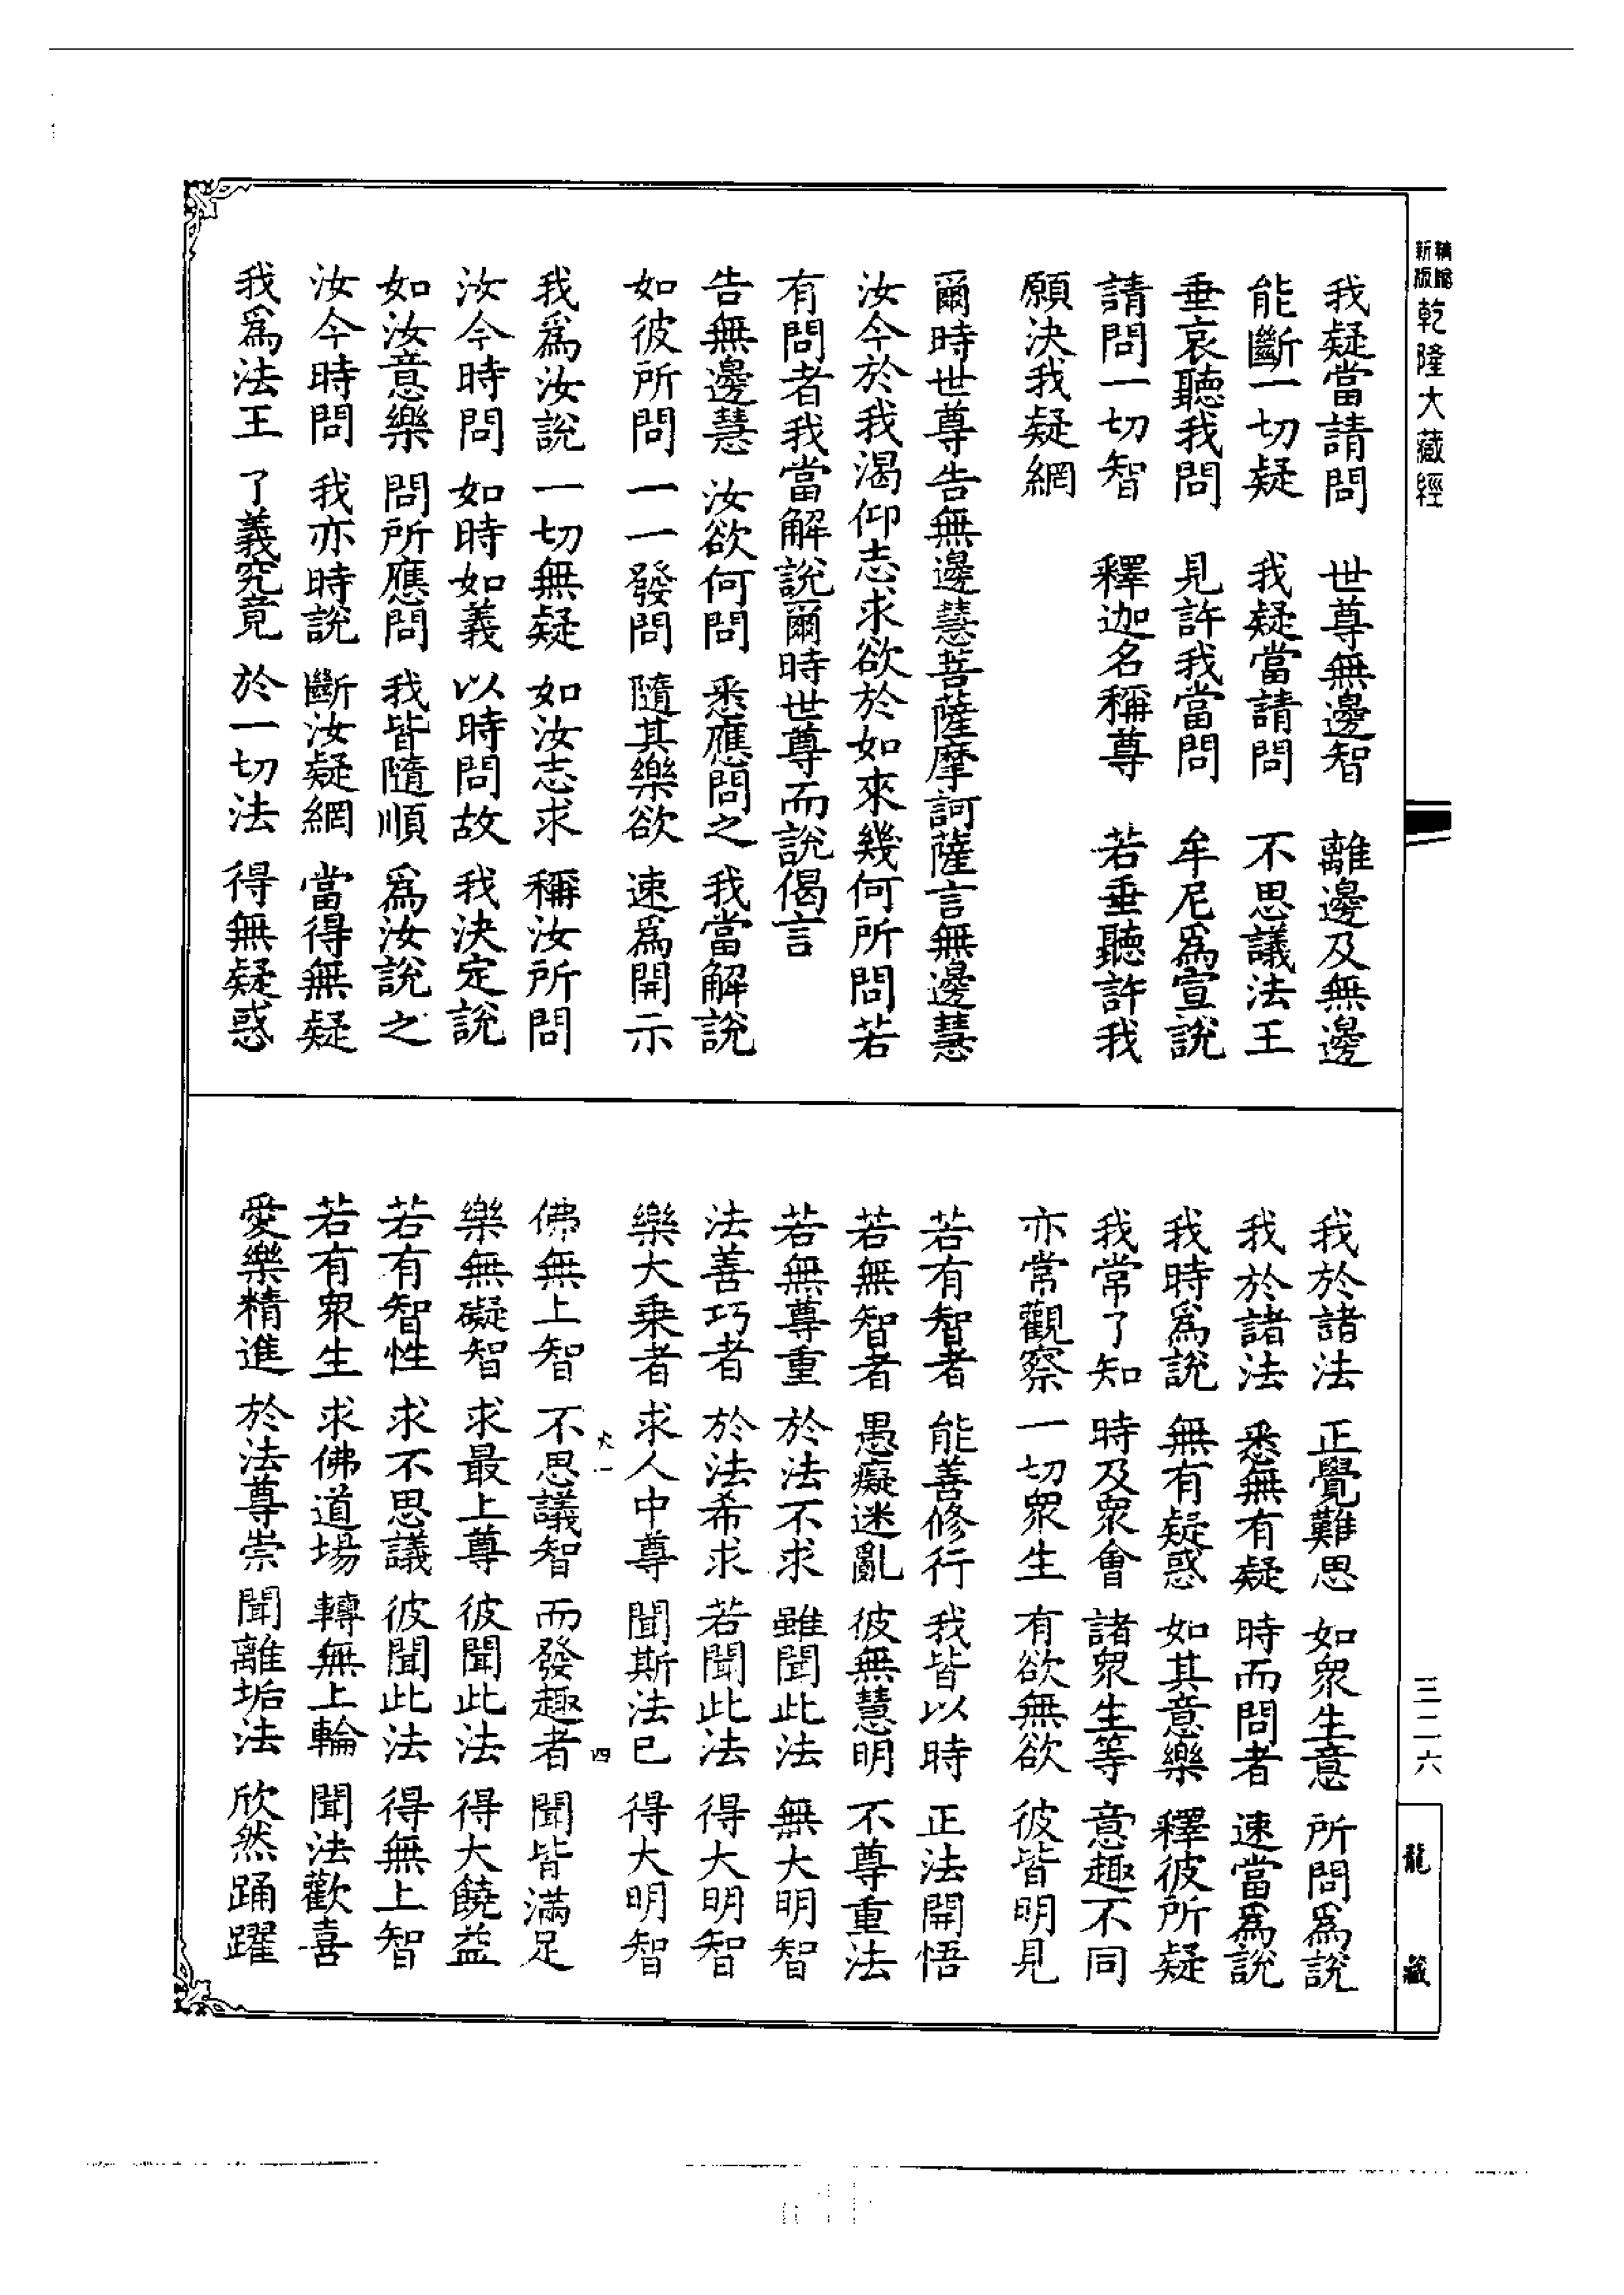 精縮新版乾隆大藏經
我疑當請問　世尊無邊智　離邊及無邊
能斷一切疑　我疑當請問　不思議法王
垂哀聽我問　見許我當問　牟尼爲宣說
請問一切智　釋迦名稱尊　若垂聽許我
願決我疑網
爾時世尊告無邊慧菩薩摩訶薩言無邊慧
汝今於我渴仰志求欲於如來幾何所問若
有問者我當解說爾時世尊而說偈言
告無邊慧　汝欲何問　悉應問之　我當解說
如彼所問　一一發問　隨其樂欲　速爲開示
我爲汝說　一切無疑　如汝志求　稱汝所問
汝今時問　如時如義　以時問故　我決定說
如汝意樂　問所應問　我皆隨順　爲汝說之
汝今時問　我亦時說　斷汝疑網　當得無疑
我爲法王　了義究竟　於一切法　得無疑惑
我於諸法　正覺難思　如衆生意　所問爲說
我於諸法　悉無有疑　時而問者　速當爲說
我時爲說　無有疑惑　如其意樂　釋彼所疑
我常了知　時及衆會　諸衆生等　意趣不同
亦常觀察　一切衆生　有欲無欲　彼皆明見
若有智者　能善修行　我皆以時　正法開悟
若無智者　愚癡迷亂　彼無慧明　不尊重法
若無尊重　於法不求　雖聞此法　無大明智
法善巧者　於法希求　若聞此法　得大明智
樂大乘者　求人中尊　聞斯法已　得大明智
四
佛無上智　不思議智　而發趣者　聞皆滿足
樂無礙智　求最上尊　彼聞此法　得大饒益
若有智性　求不思議　彼聞此法　得無上智
若有衆生　求佛道場　轉無上輪　聞法歡喜
愛樂精進　於法尊崇　聞離垢法　欣然踊躍
三二六
龍藏